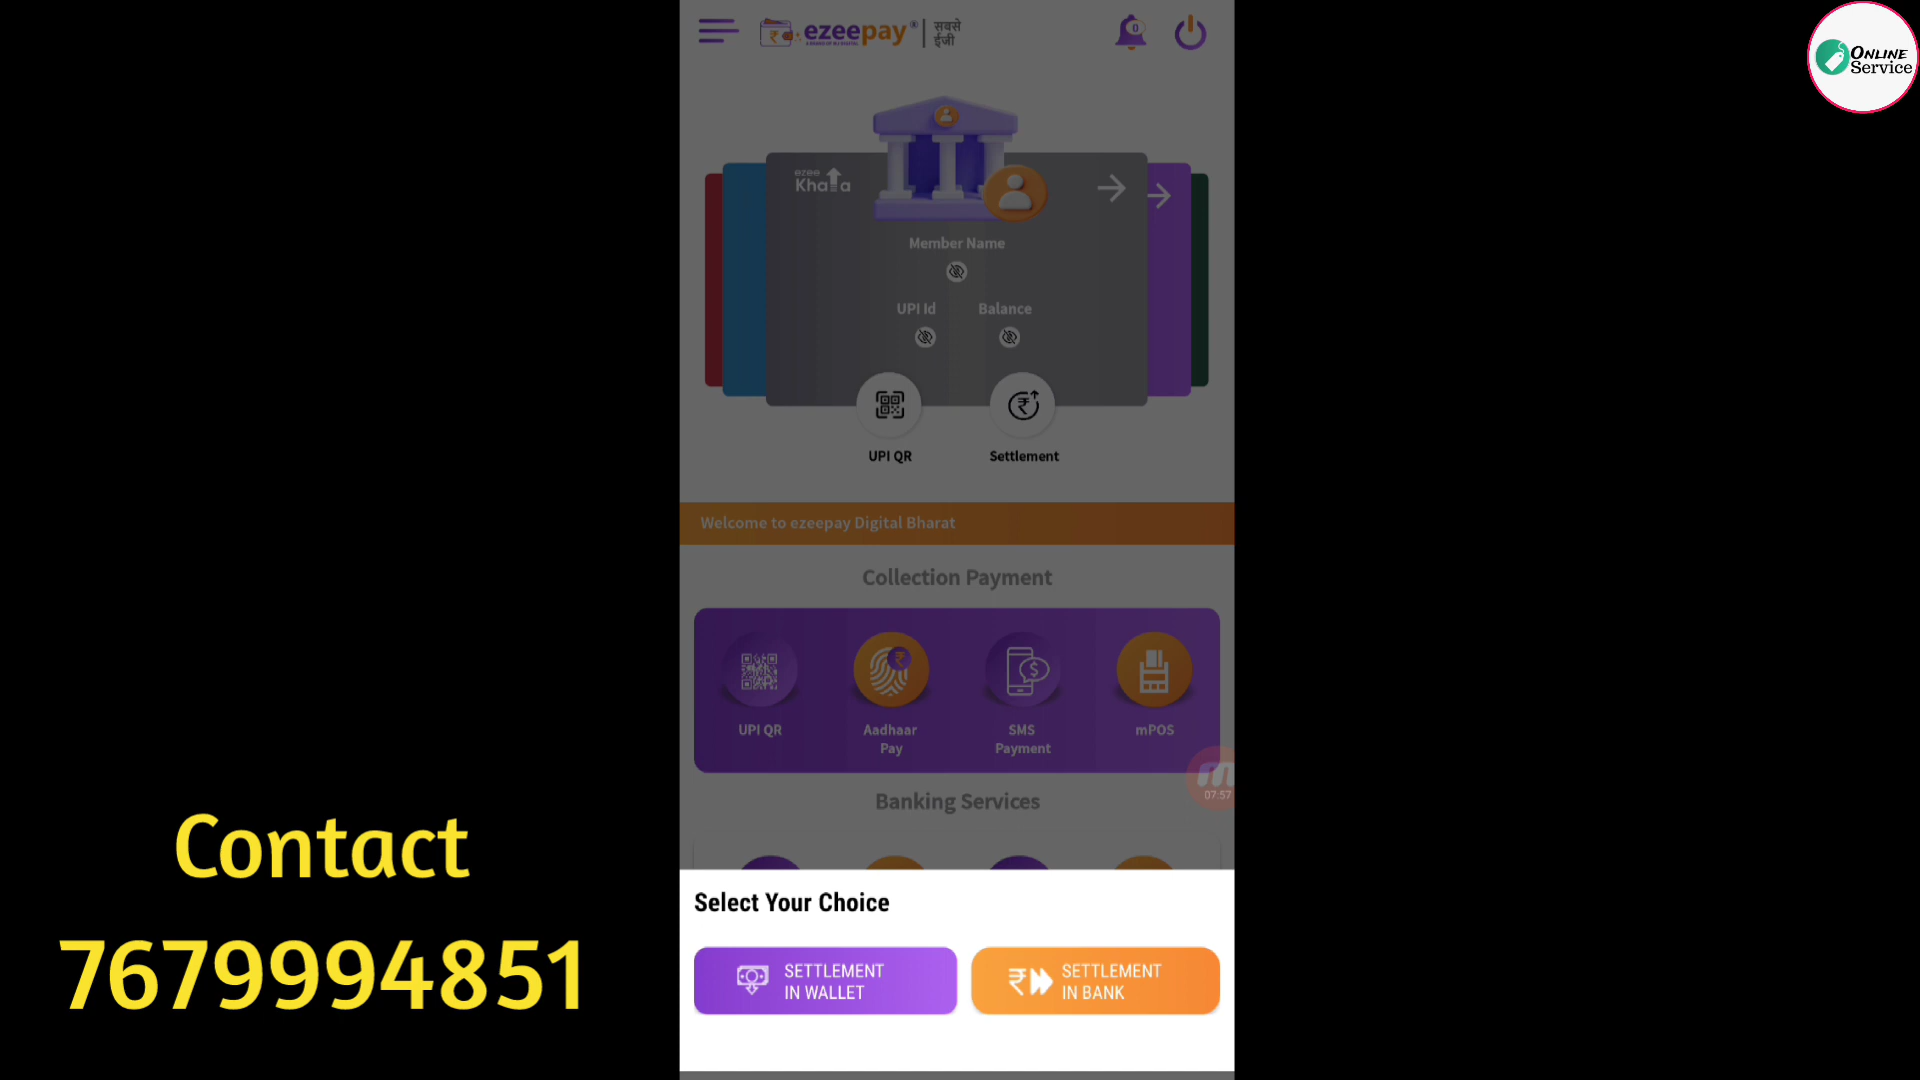 ezeepay®
सबसे
ईजी
0
ONLINE
Service
ezee
Khata
Member Name
UPI Id
Balance
UPI QR
Settlement
Welcome to ezeepay Digital Bharat
Collection Payment
UPI QR
Aadhaar
Pay
SMS
Payment
mPOS
07:57
Banking Services
Select Your Choice
SETTLEMENT
IN WALLET
SETTLEMENT
IN BANK
Contact
7679994851